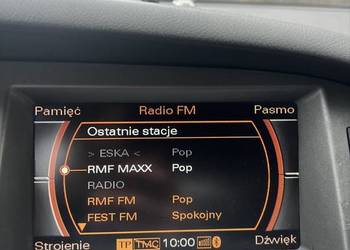 Pamięć Radio FM Pasmo
Ostatnie stacje
> ESKA < Pop
RMF MAXX Pop
RADIO
RMF FM Pop
FEST FM Spokojny
Strojenie TP TMC 10:00 Dźwięk